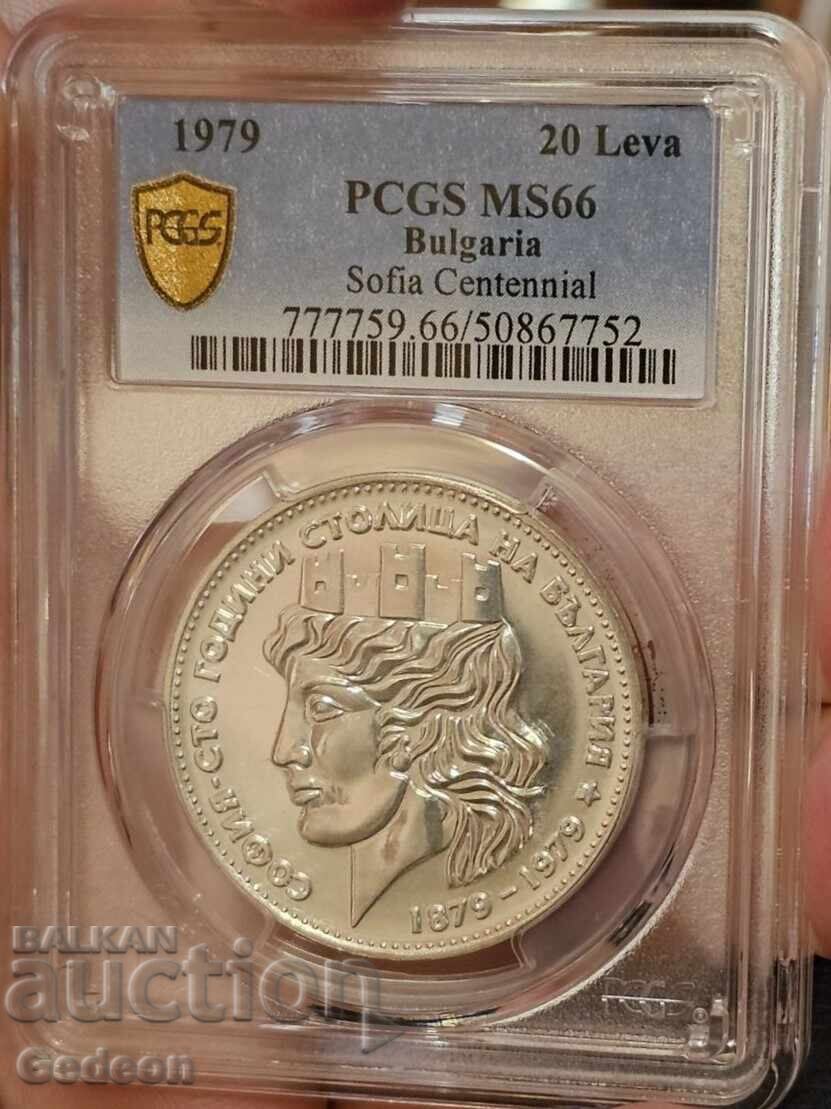 1979 20 Leva
PCGS
PCGS MS66
Bulgaria
Sofia Centennial
777759.66/50867752
СОФИЯ-СТО ГОДИНИ СТОЛИЦА НА БЪЛГАРИЯ
1879-1979
PCGS
BALKAN
auction
Gedeon